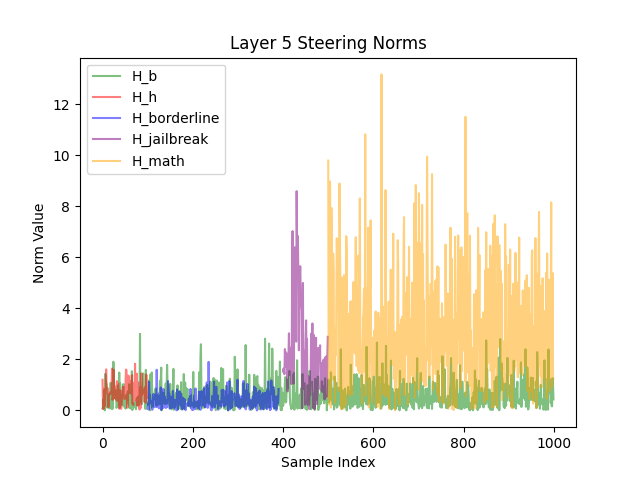 Layer 5 Steering Norms
H_b
H_h
H_borderline
H_jailbreak
H_math
Norm Value
12
10
8
6
4
2
0
0 200 400 600 800 1000
Sample Index